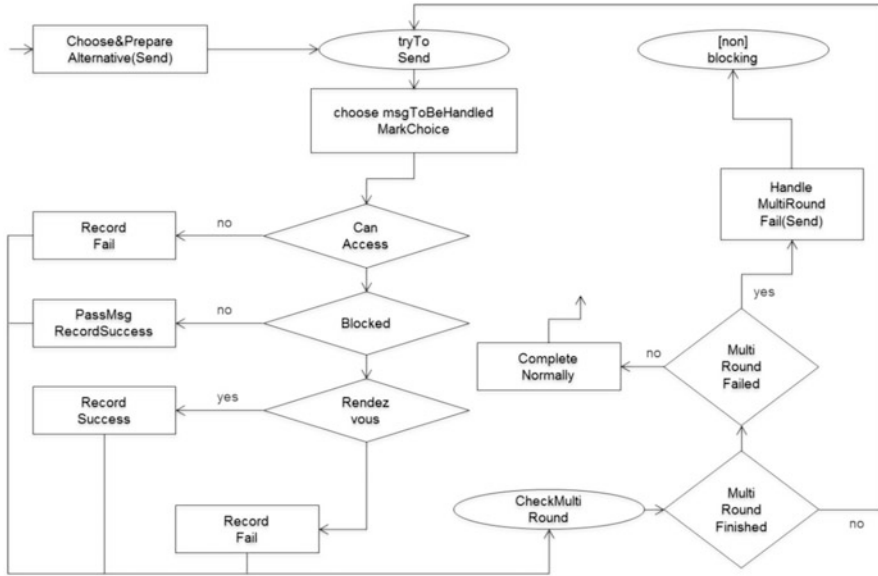 Choose&Prepare
Alternative(Send)
tryTo
Send
[non]
blocking
choose msgToBeHandled
MarkChoice
Handle
MultiRound
Fail(Send)
Record
Fail
no
Can
Access
yes
PassMsg
RecordSuccess
no
Blocked
Complete
Normally
no
Multi
Round
Failed
Record
Success
yes
Rendez
vous
Record
Fail
CheckMulti
Round
Multi
Round
Finished
no